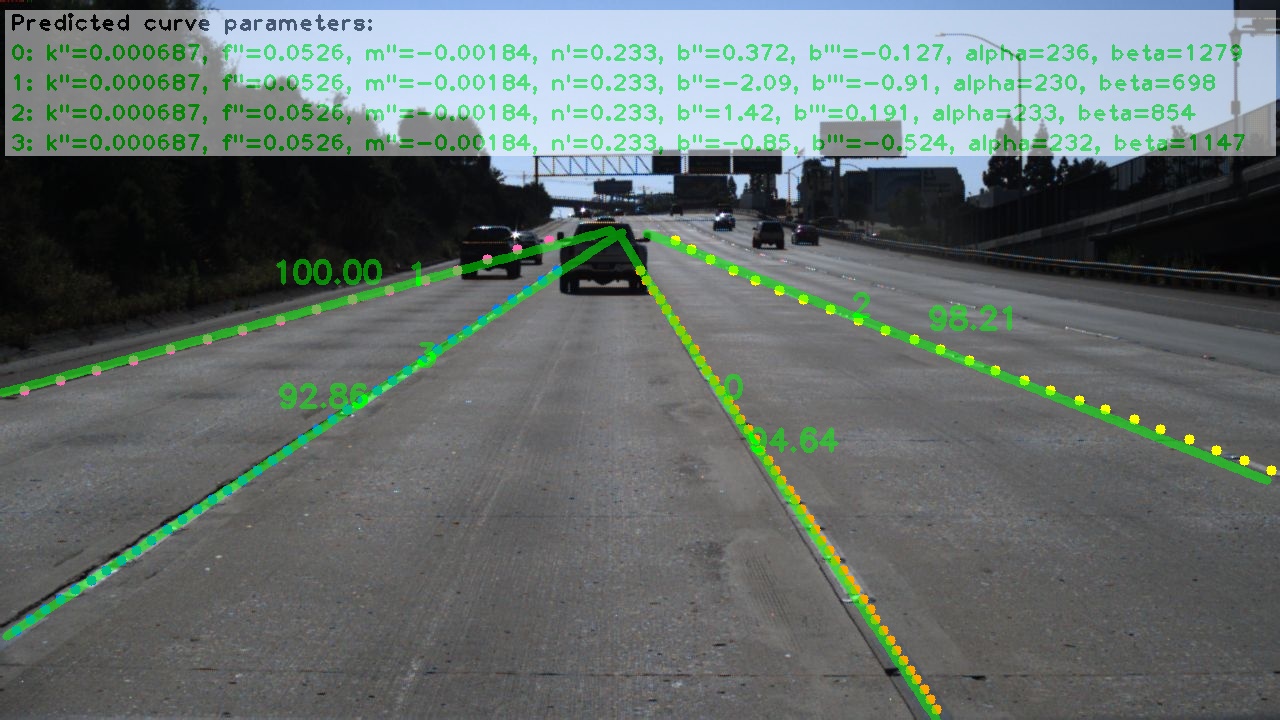 Predicted curve parameters:
0: k''=0.000687, f''=0.0526, m''=-0.00184, n'=0.233, b''=0.372, b'''=-0.127, alpha=236, beta=1279
1: k''=0.000687, f''=0.0526, m''=-0.00184, n'=0.233, b''=-2.09, b'''=-0.91, alpha=230, beta=698
2: k''=0.000687, f''=0.0526, m''=-0.00184, n'=0.233, b''=1.42, b'''=0.191, alpha=233, beta=854
3: k''=0.000687, f''=0.0526, m''=-0.00184, n'=0.233, b''=-0.85, b'''=-0.524, alpha=232, beta=1147
100.00 1
2 98.21
3
92.86
0
94.64